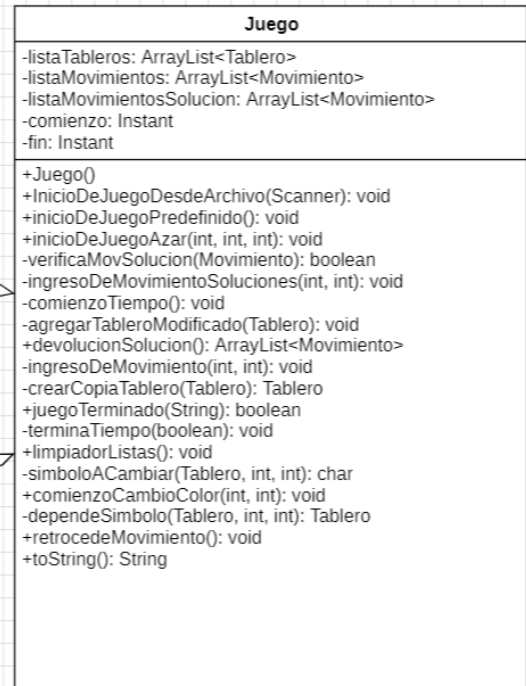 Juego
-listaTableros: ArrayList<Tablero>
-listaMovimientos: ArrayList<Movimiento>
-listaMovimientosSolucion: ArrayList<Movimiento>
-comienzo: Instant
-fin: Instant
+Juego()
+InicioDeJuegoDesdeArchivo(Scanner): void
+inicioDeJuegoPredefinido(): void
+inicioDeJuegoAzar(int, int, int): void
-verificaMovSolucion(Movimiento): boolean
-ingresoDeMovimientoSoluciones(int, int): void
-comienzoTiempo(): void
-agregarTableroModificado(Tablero): void
+devolucionSolucion(): ArrayList<Movimiento>
-ingresoDeMovimiento(int, int): void
-crearCopiaTablero(Tablero): Tablero
+juegoTerminado(String): boolean
-terminaTiempo(boolean): void
+limpiadorListas(): void
-simboloACambiar(Tablero, int, int): char
+comienzoCambioColor(int, int): void
-dependeSimbolo(Tablero, int, int): Tablero
+retrocedeMovimiento(): void
+toString(): String